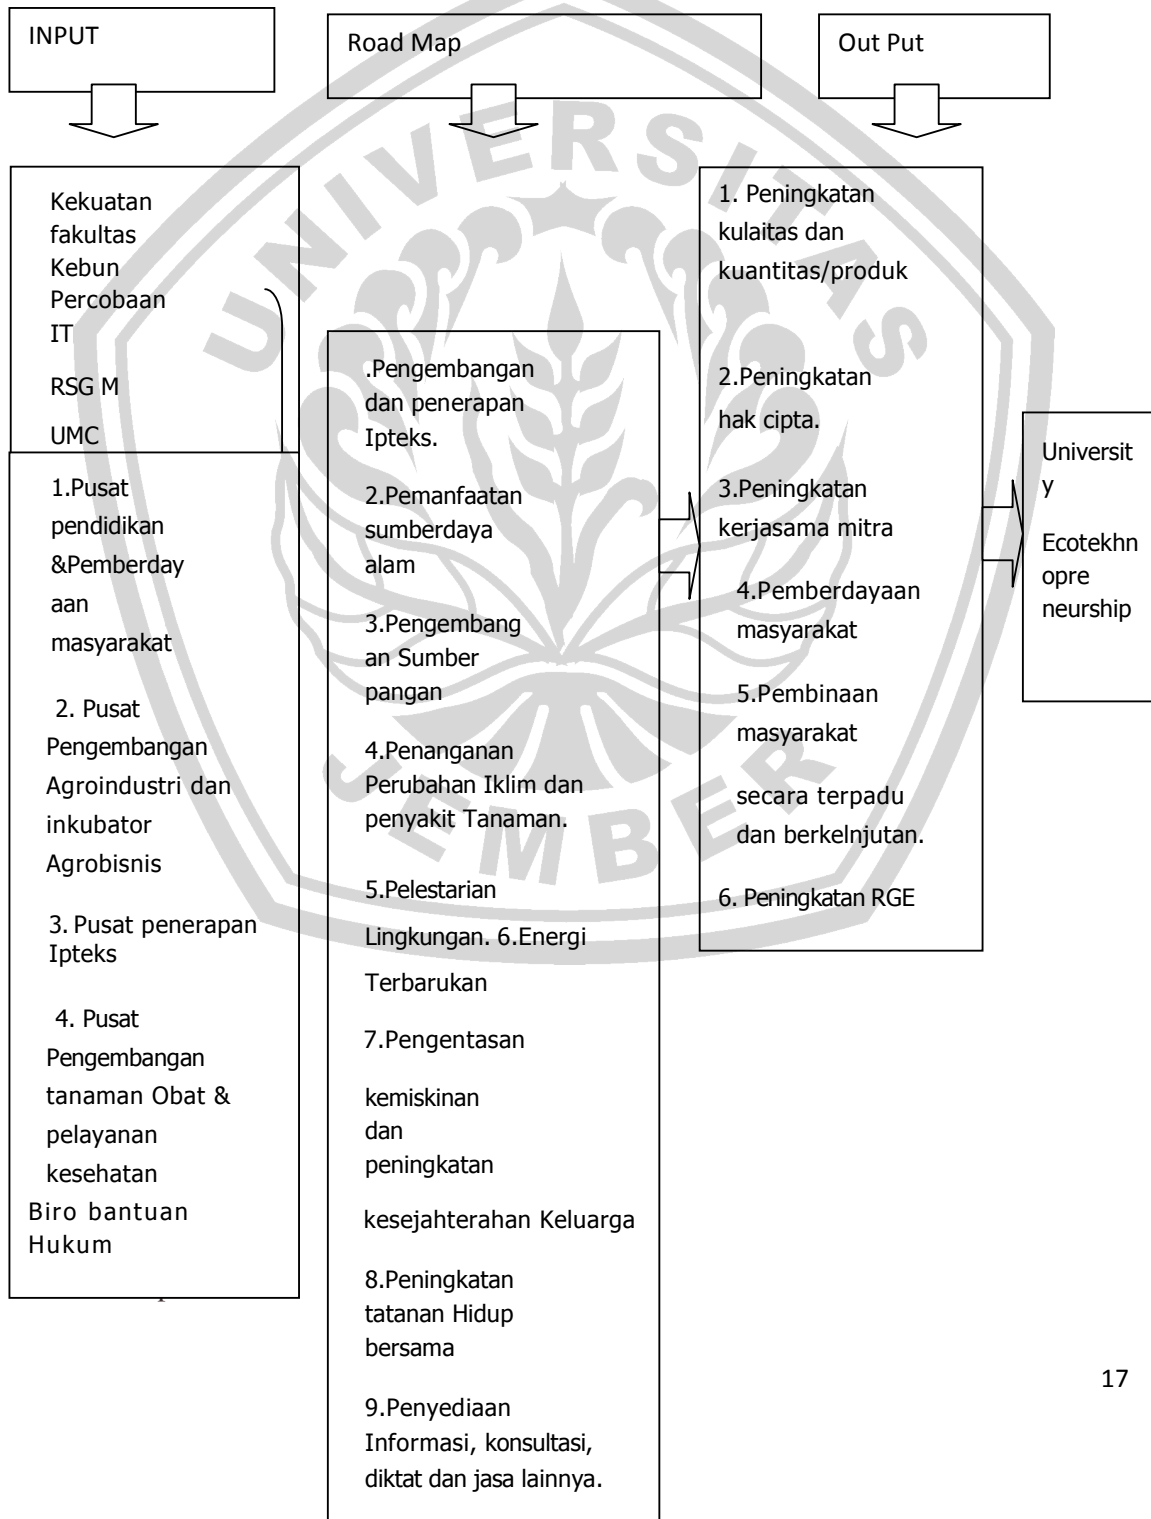 INPUT
Road Map
Out Put
Kekuatan
fakultas
Kebun
Percobaan
IT
RSG M
UMC
1.Pusat
pendidikan
&Pemberday
aan
masyarakat
2. Pusat
Pengembangan
Agroindustri dan
inkubator
Agrobisnis
3. Pusat penerapan
Ipteks
4. Pusat
Pengembangan
tanaman Obat &
pelayanan
kesehatan
Biro bantuan
Hukum
.Pengembangan
dan penerapan
Ipteks.
2.Pemanfaatan
sumberdaya
alam
3.Pengembang
an Sumber
pangan
4.Penanganan
Perubahan Iklim dan
penyakit Tanaman.
5.Pelestarian
Lingkungan. 6.Energi
Terbarukan
7.Pengentasan
kemiskinan
dan
peningkatan
kesejahterahan Keluarga
8.Peningkatan
tatanan Hidup
bersama
9.Penyediaan
Informasi, konsultasi,
diktat dan jasa lainnya.
1. Peningkatan
kulaitas dan
kuantitas/produk
2.Peningkatan
hak cipta.
3.Peningkatan
kerjasama mitra
4.Pemberdayaan
masyarakat
5.Pembinaan
masyarakat
secara terpadu
dan berkelnjutan.
6. Peningkatan RGE
Universit
y
Ecotekhn
opre
neurship
UNIVERSITAS
JEMBER
17